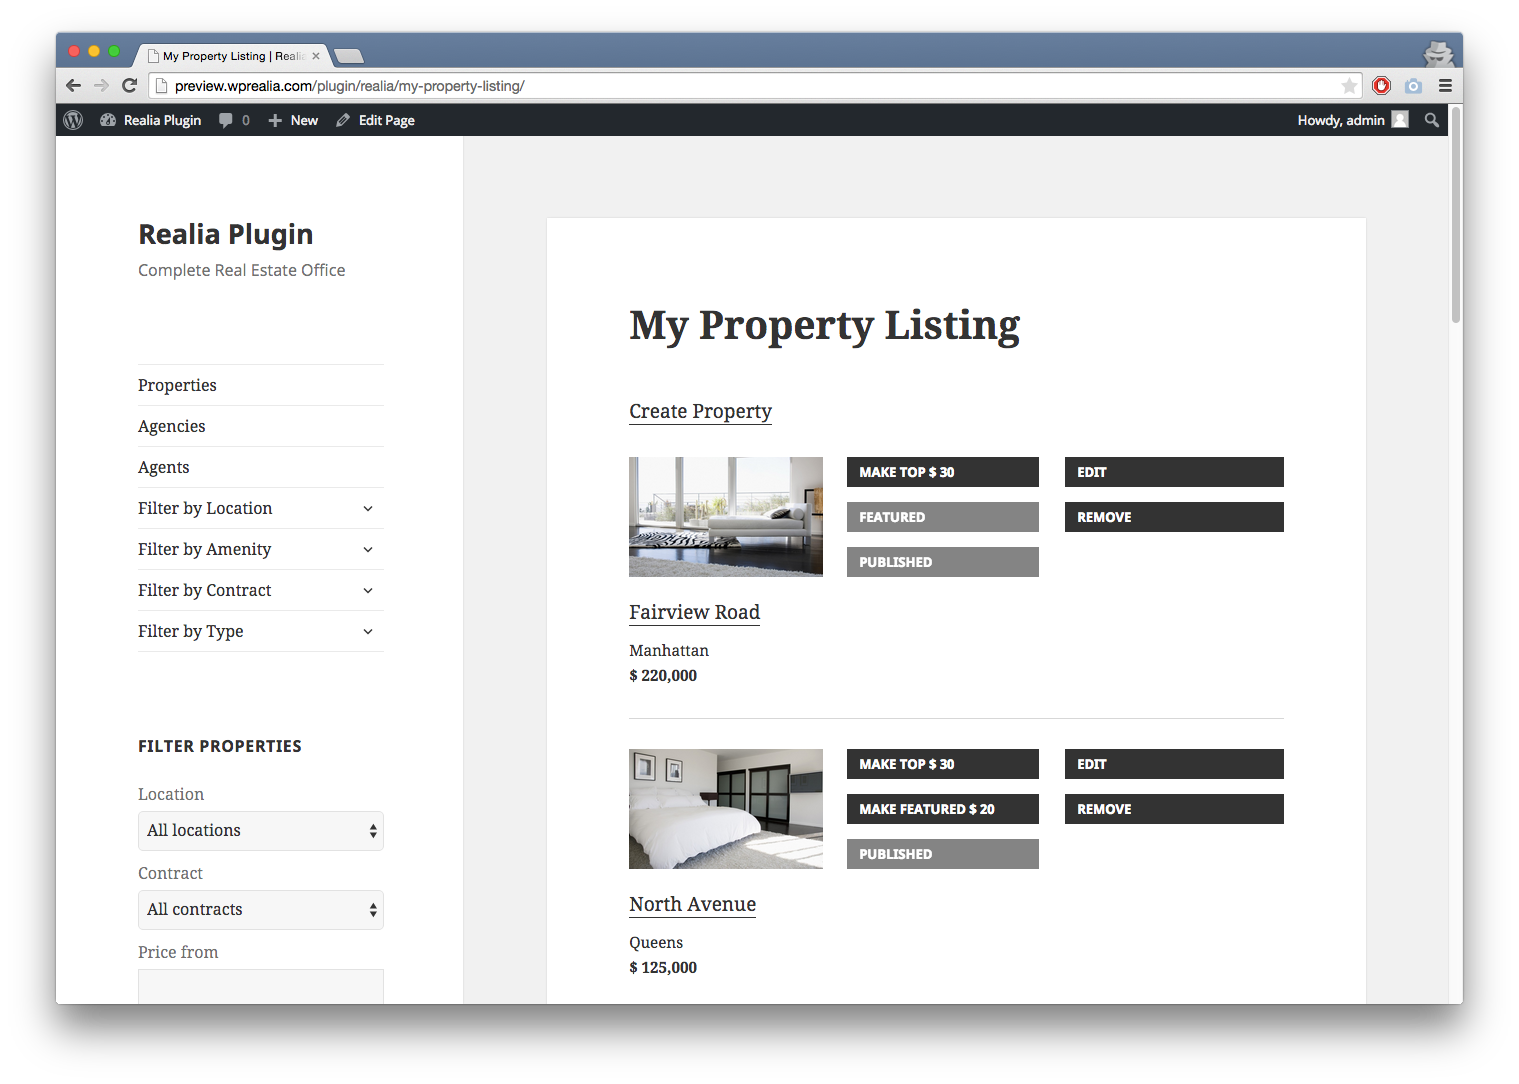 My Property Listing | Reali
preview.wprealia.com/plugin/realia/my-property-listing/
Realia Plugin 0 New Edit Page Howdy, admin
Realia Plugin
Complete Real Estate Office
Properties
Agencies
Agents
Filter by Location
Filter by Amenity
Filter by Contract
Filter by Type
FILTER PROPERTIES
Location
All locations
Contract
All contracts
Price from
My Property Listing
Create Property
MAKE TOP $ 30
EDIT
FEATURED
REMOVE
PUBLISHED
Fairview Road
Manhattan
$ 220,000
MAKE TOP $ 30
EDIT
MAKE FEATURED $ 20
REMOVE
PUBLISHED
North Avenue
Queens
$ 125,000